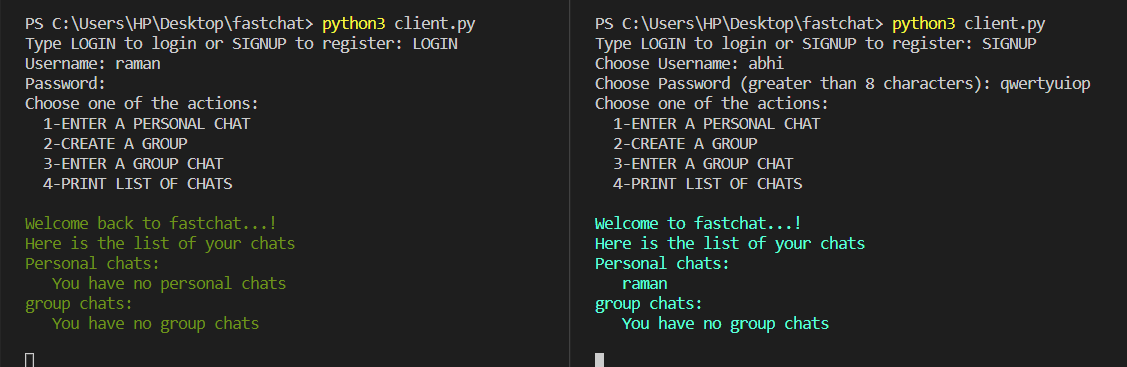 PS C:\Users\HP\Desktop\fastchat> python3 client.py
Type LOGIN to login or SIGNUP to register: LOGIN
Username: raman
Password:
Choose one of the actions:
  1-ENTER A PERSONAL CHAT
  2-CREATE A GROUP
  3-ENTER A GROUP CHAT
  4-PRINT LIST OF CHATS

Welcome back to fastchat...!
Here is the list of your chats
Personal chats:
   You have no personal chats
group chats:
   You have no group chats

PS C:\Users\HP\Desktop\fastchat> python3 client.py
Type LOGIN to login or SIGNUP to register: SIGNUP
Choose Username: abhi
Choose Password (greater than 8 characters): qwertyuiop
Choose one of the actions:
  1-ENTER A PERSONAL CHAT
  2-CREATE A GROUP
  3-ENTER A GROUP CHAT
  4-PRINT LIST OF CHATS

Welcome to fastchat...!
Here is the list of your chats
Personal chats:
   raman
group chats:
   You have no group chats